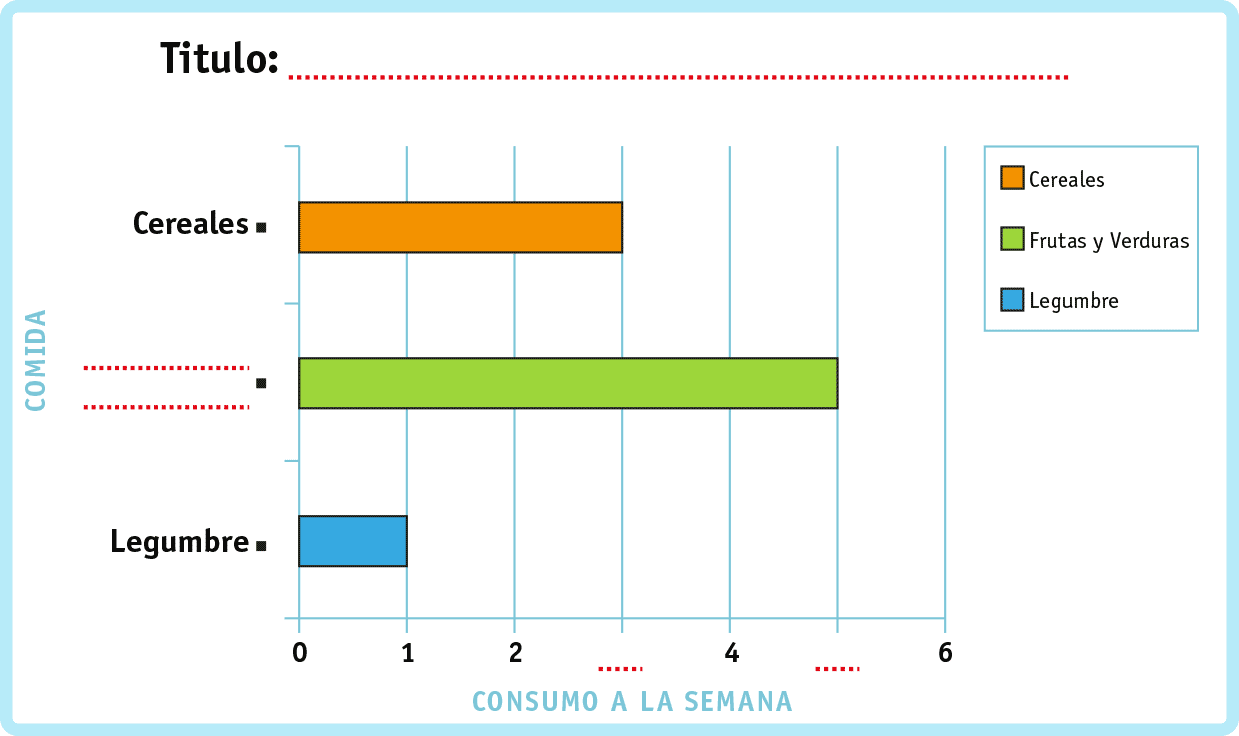 Titulo:
Cereales
Legumbre
COMIDA
0 1 2 4 6
CONSUMO A LA SEMANA
Cereales
Frutas y Verduras
Legumbre